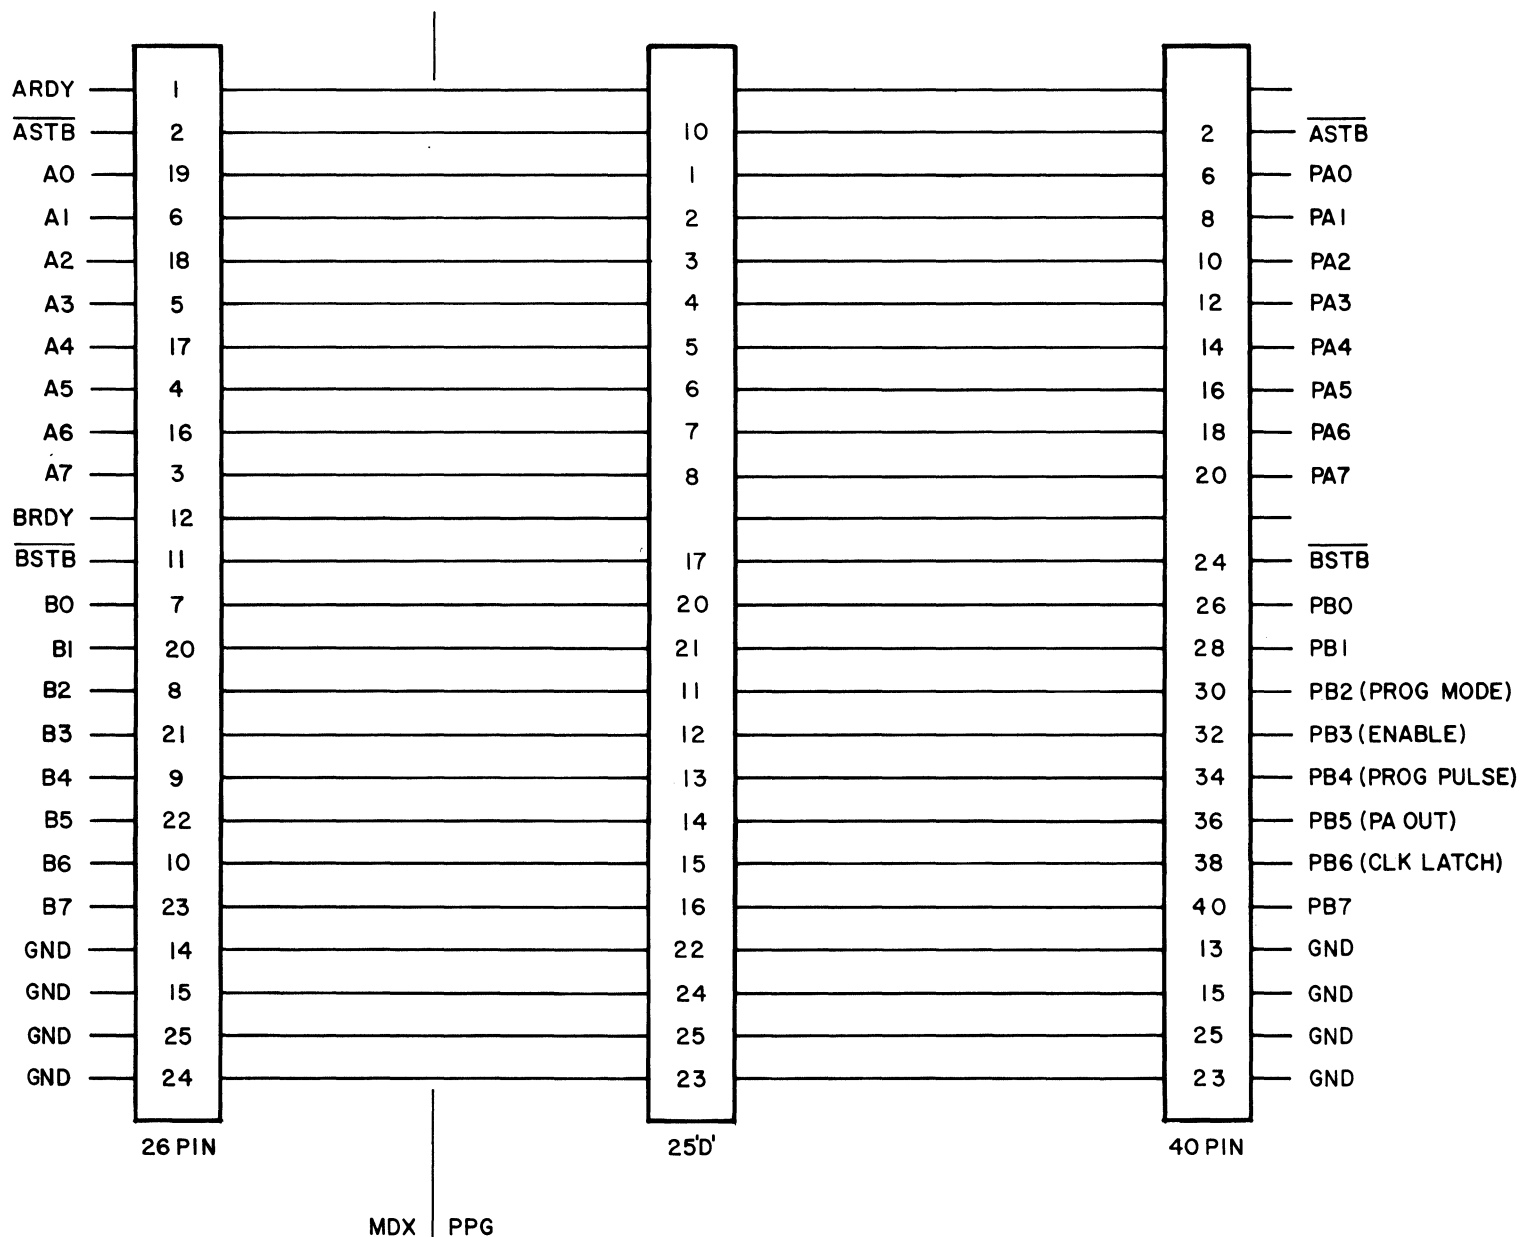 ARDY 1
ASTB 2 10 2 ASTB
A0 19 1 6 PA0
A1 6 2 8 PA1
A2 18 3 10 PA2
A3 5 4 12 PA3
A4 17 5 14 PA4
A5 4 6 16 PA5
A6 16 7 18 PA6
A7 3 8 20 PA7
BRDY 12
BSTB 11 17 24 BSTB
B0 7 20 26 PB0
B1 20 21 28 PB1
B2 8 11 30 PB2 (PROG MODE)
B3 21 12 32 PB3 (ENABLE)
B4 9 13 34 PB4 (PROG PULSE)
B5 22 14 36 PB5 (PA OUT)
B6 10 15 38 PB6 (CLK LATCH)
B7 23 16 40 PB7
GND 14 22 13 GND
GND 15 24 15 GND
GND 25 25 25 GND
GND 24 23 23 GND
26 PIN 25'D' 40 PIN
MDX PPG